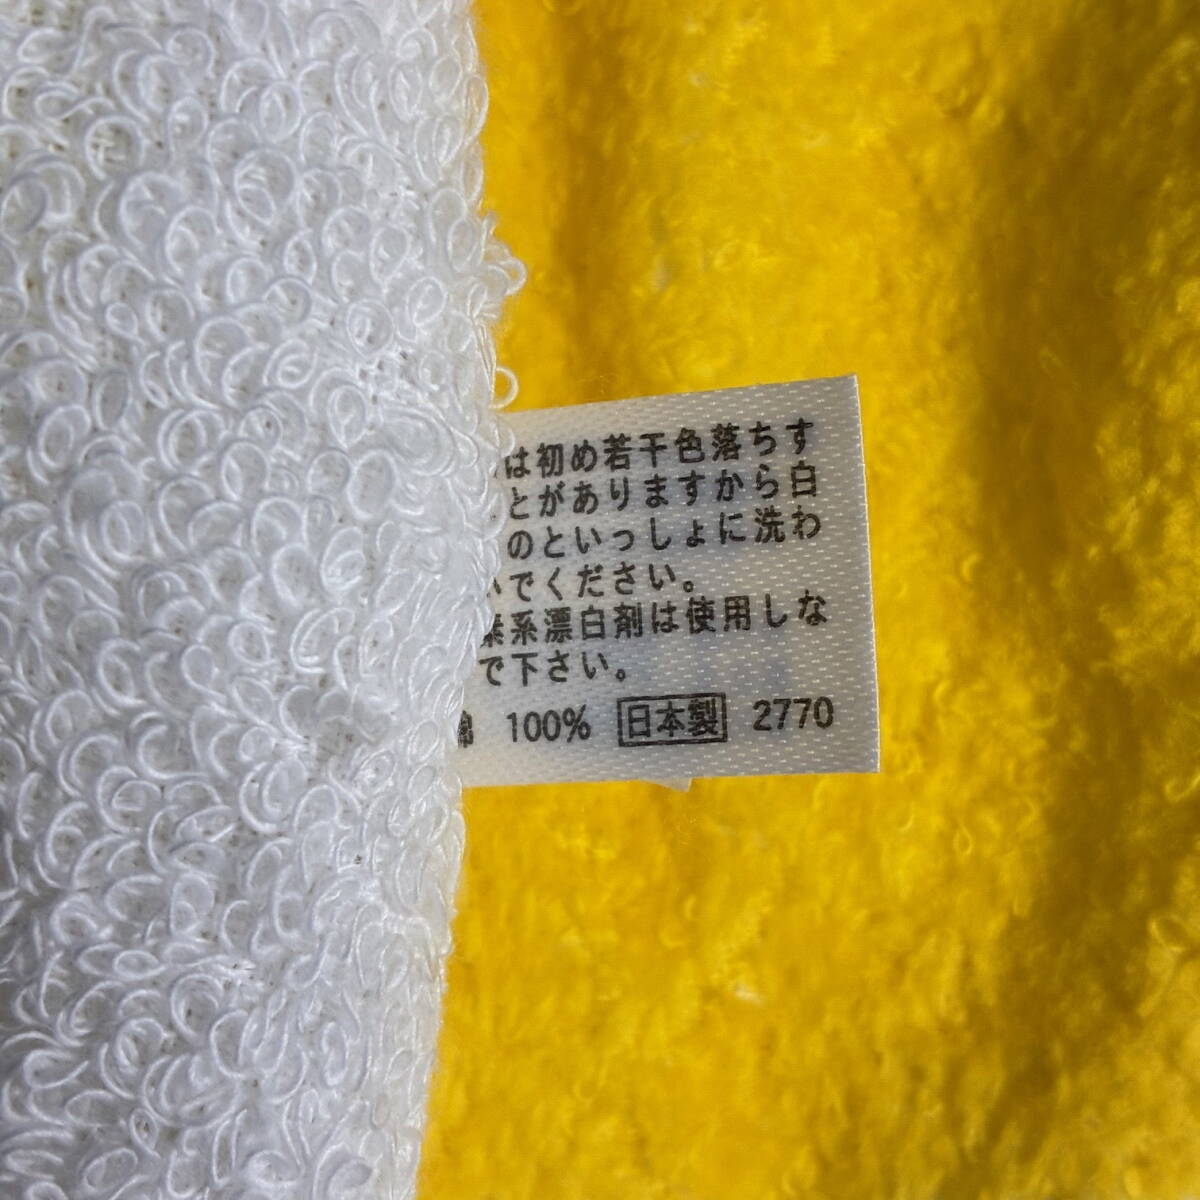 は初め若干色落ちす
とがありますから白
のといっしょに洗わ
いでください。
素系漂白剤は使用しな
で下さい。
綿 100% 日本製 2770